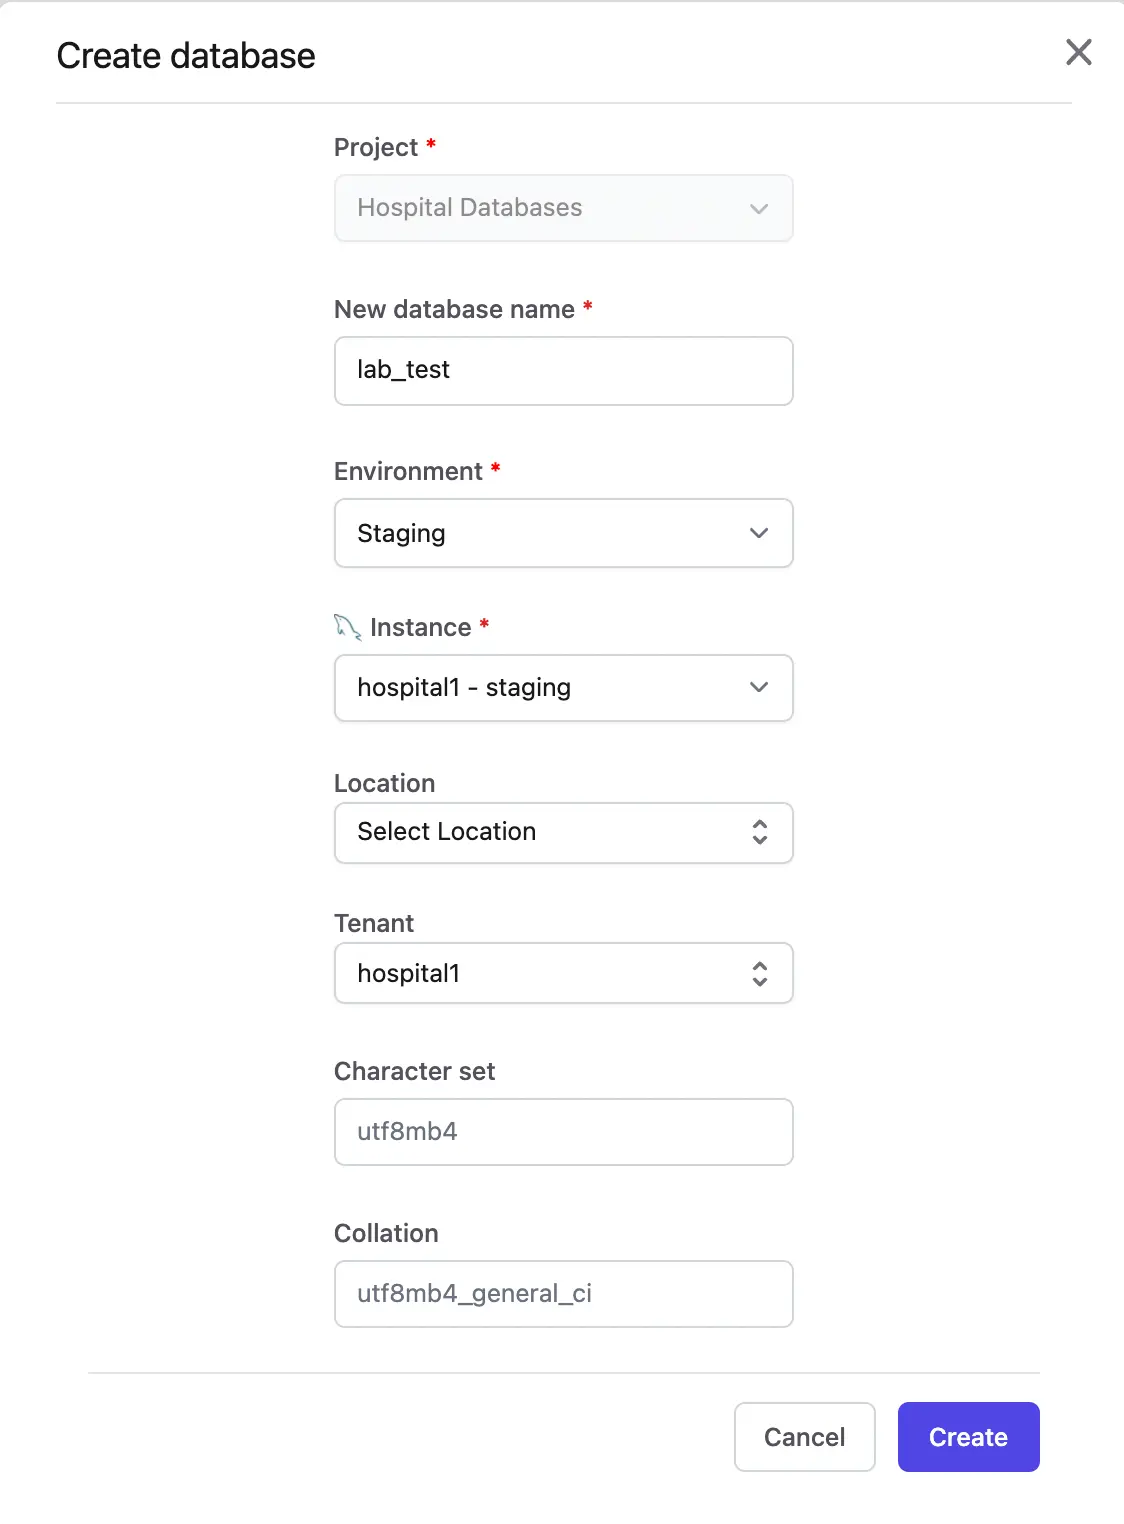 Create database
Project *
Hospital Databases
New database name *
lab_test
Environment *
Staging
Instance *
hospital1 - staging
Location
Select Location
Tenant
hospital1
Character set
utf8mb4
Collation
utf8mb4_general_ci
Cancel
Create